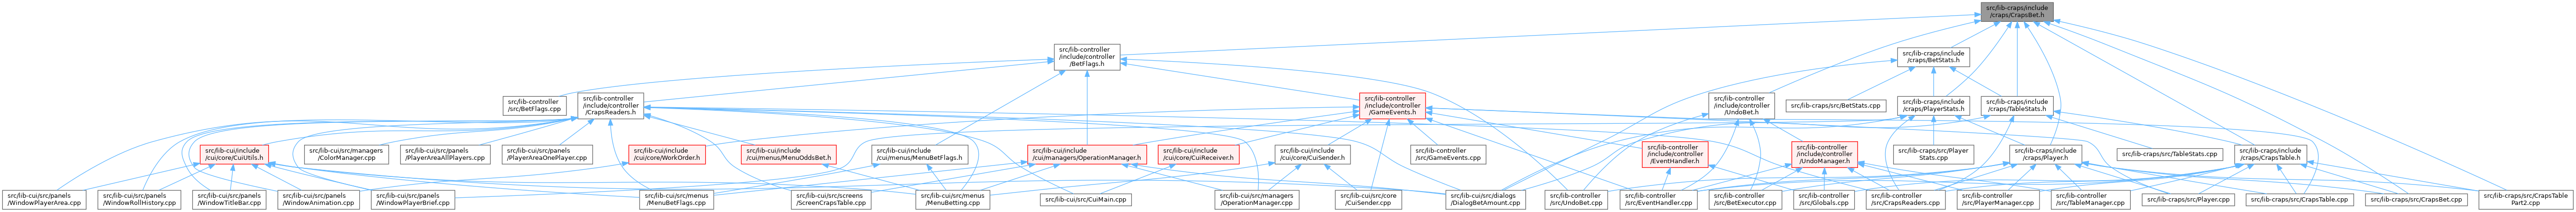 src/lib-craps/include
/craps/CrapsBet.h
src/lib-controller
/include/controller
/BetFlags.h
src/lib-craps/include
/craps/BetStats.h
src/lib-controller
/src/BetFlags.cpp
src/lib-controller
/include/controller
/CrapsReaders.h
src/lib-controller
/include/controller
/GameEvents.h
src/lib-controller
/include/controller
/UndoBet.h
src/lib-craps/src/BetStats.cpp
src/lib-craps/include
/craps/PlayerStats.h
src/lib-craps/include
/craps/TableStats.h
src/lib-cui/include
/cui/core/CuiUtils.h
src/lib-cui/src/managers
/ColorManager.cpp
src/lib-cui/src/panels
/PlayerAreaAllPlayers.cpp
src/lib-cui/src/panels
/PlayerAreaOnePlayer.cpp
src/lib-cui/include
/cui/core/WorkOrder.h
src/lib-cui/include
/cui/menus/MenuOddsBet.h
src/lib-cui/include
/cui/menus/MenuBetFlags.h
src/lib-cui/include
/cui/managers/OperationManager.h
src/lib-cui/include
/cui/core/CuiReceiver.h
src/lib-cui/include
/cui/core/CuiSender.h
src/lib-controller
/src/GameEvents.cpp
src/lib-controller
/include/controller
/EventHandler.h
src/lib-controller
/include/controller
/UndoManager.h
src/lib-craps/src/Player
Stats.cpp
src/lib-craps/include
/craps/Player.h
src/lib-craps/src/TableStats.cpp
src/lib-craps/include
/craps/CrapsTable.h
src/lib-cui/src/panels
/WindowPlayerArea.cpp
src/lib-cui/src/panels
/WindowRollHistory.cpp
src/lib-cui/src/panels
/WindowTitleBar.cpp
src/lib-cui/src/panels
/WindowAnimation.cpp
src/lib-cui/src/panels
/WindowPlayerBrief.cpp
src/lib-cui/src/menus
/MenuBetFlags.cpp
src/lib-cui/src/screens
/ScreenCrapsTable.cpp
src/lib-cui/src/menus
/MenuBetting.cpp
src/lib-cui/src/CuiMain.cpp
src/lib-cui/src/managers
/OperationManager.cpp
src/lib-cui/src/core
/CuiSender.cpp
src/lib-cui/src/dialogs
/DialogBetAmount.cpp
src/lib-controller
/src/UndoBet.cpp
src/lib-controller
/src/EventHandler.cpp
src/lib-controller
/src/BetExecutor.cpp
src/lib-controller
/src/Globals.cpp
src/lib-controller
/src/CrapsReaders.cpp
src/lib-controller
/src/PlayerManager.cpp
src/lib-controller
/src/TableManager.cpp
src/lib-craps/src/Player.cpp
src/lib-craps/src/CrapsTable.cpp
src/lib-craps/src/CrapsBet.cpp
src/lib-craps/src/CrapsTable
Part2.cpp